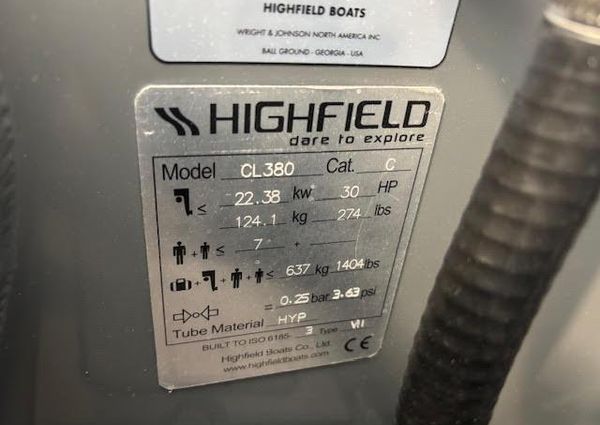 HIGHFIELD BOATS
WRIGHT & JOHNSON NORTH AMERICA INC
BALL GROUND - GEORGIA - USA
HIGHFIELD
dare to explore
Model CL380 Cat. C
≤ 22.38 kw 30 HP
124.1 kg 274 lbs
+ ≤ 7 -
+ + + ≤ 637 kg 1404lbs
= 0.25 bar 3.63 psi
Tube Material HYP
BUILT TO ISO 6185- 3 Type VII
Highfield Boats Co., Ltd.
www.highfieldboats.com CE